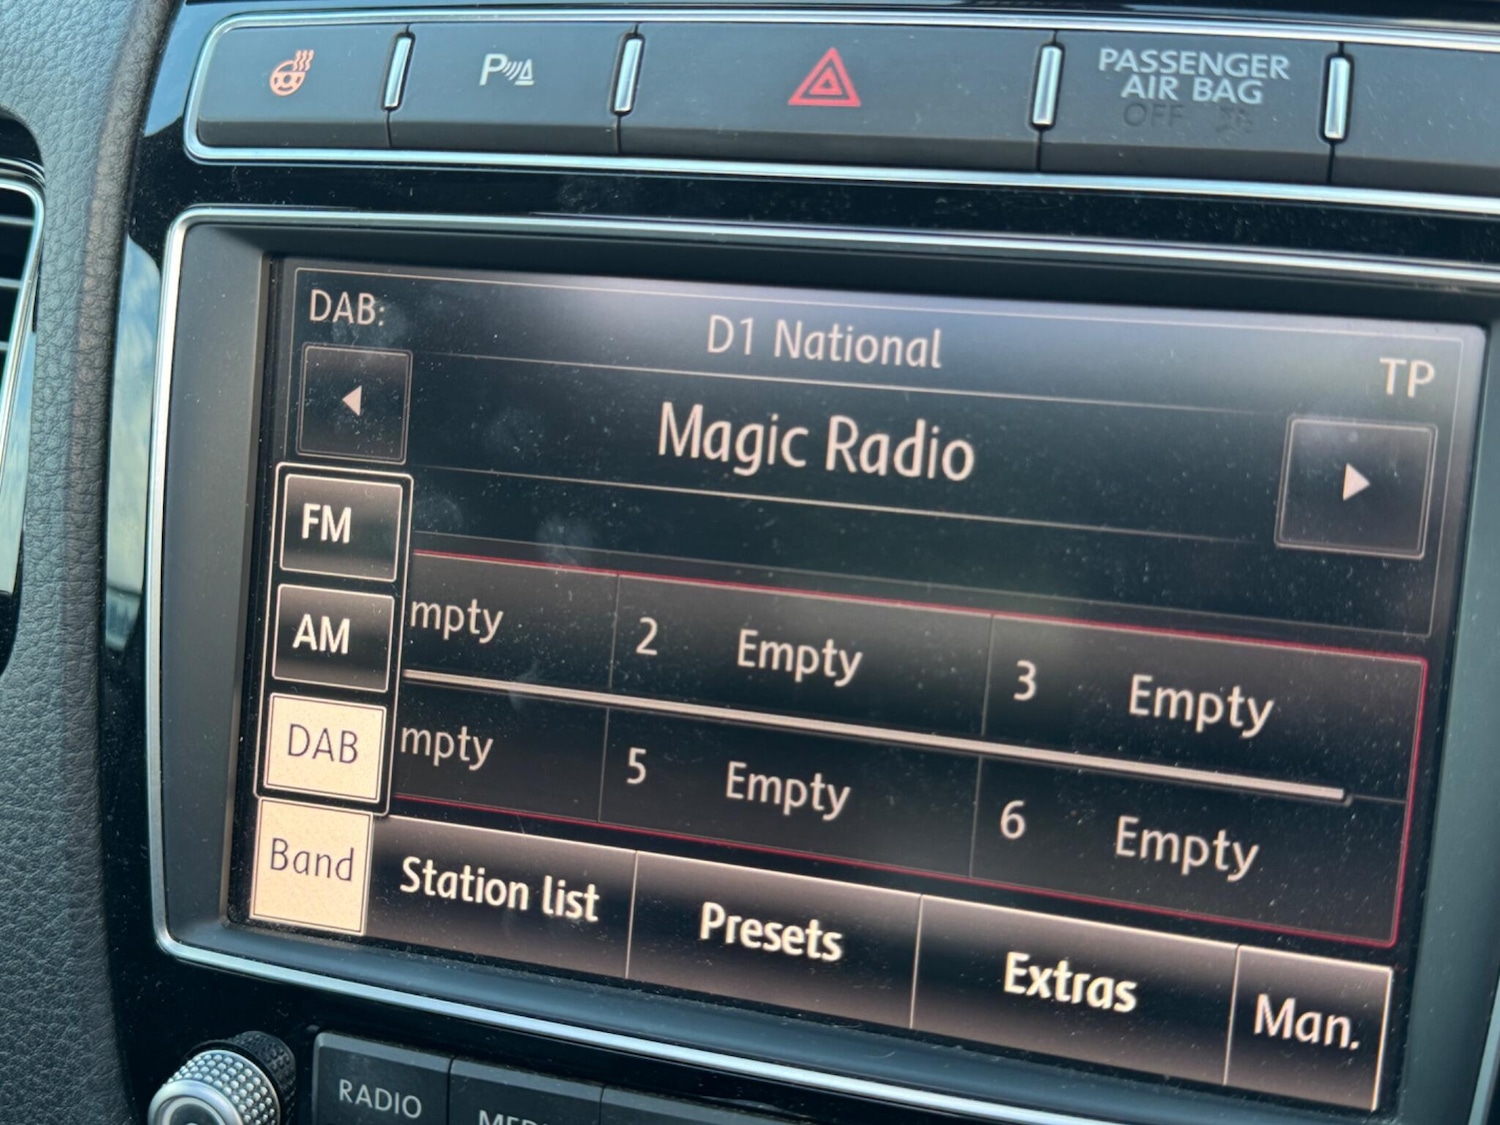 P
PASSENGER
AIR BAG
OFF
DAB:
D1 National
TP
Magic Radio
FM
mpty
2 Empty
3 Empty
AM
mpty
5 Empty
6 Empty
DAB
Band
Station list
Presets
Extras
Man.
RADIO